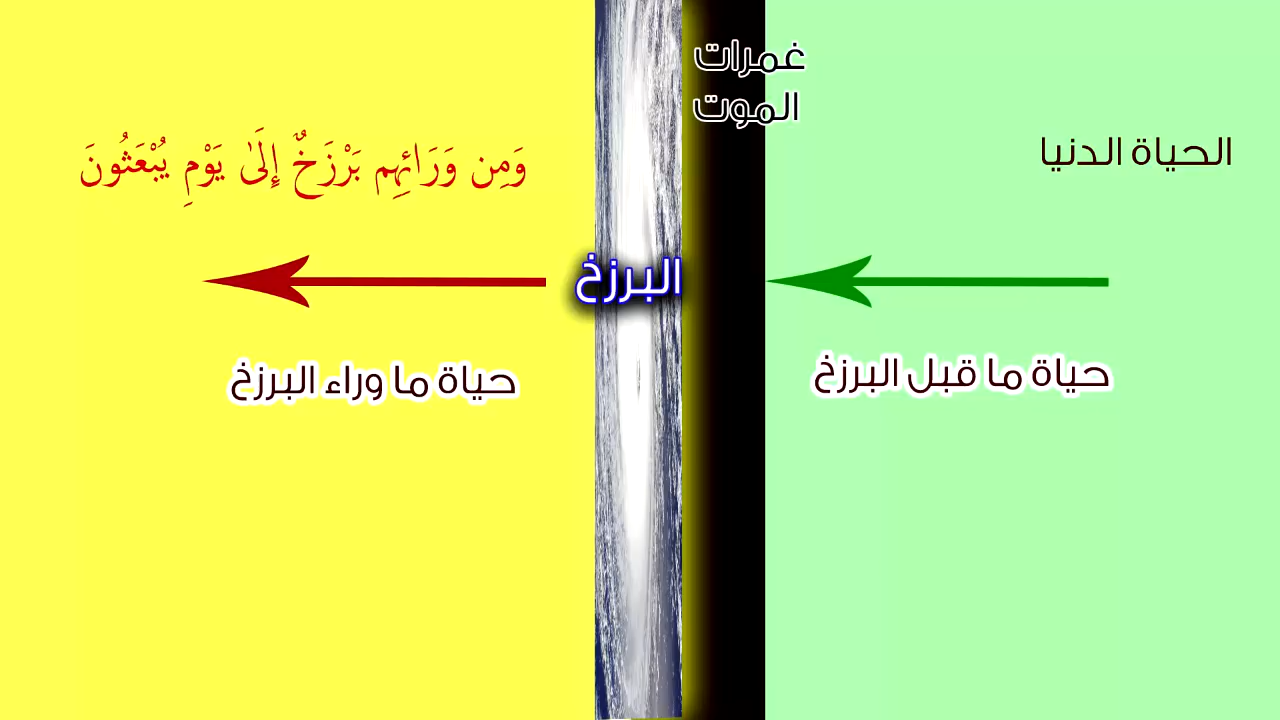 غمرات
الموت
الحياة الدنيا
وَمِن وَرَائِهِم بَرْزَخٌ إِلَىٰ يَوْمِ يُبْعَثُونَ
البرزخ
حياة ما قبل البرزخ
حياة ما وراء البرزخ